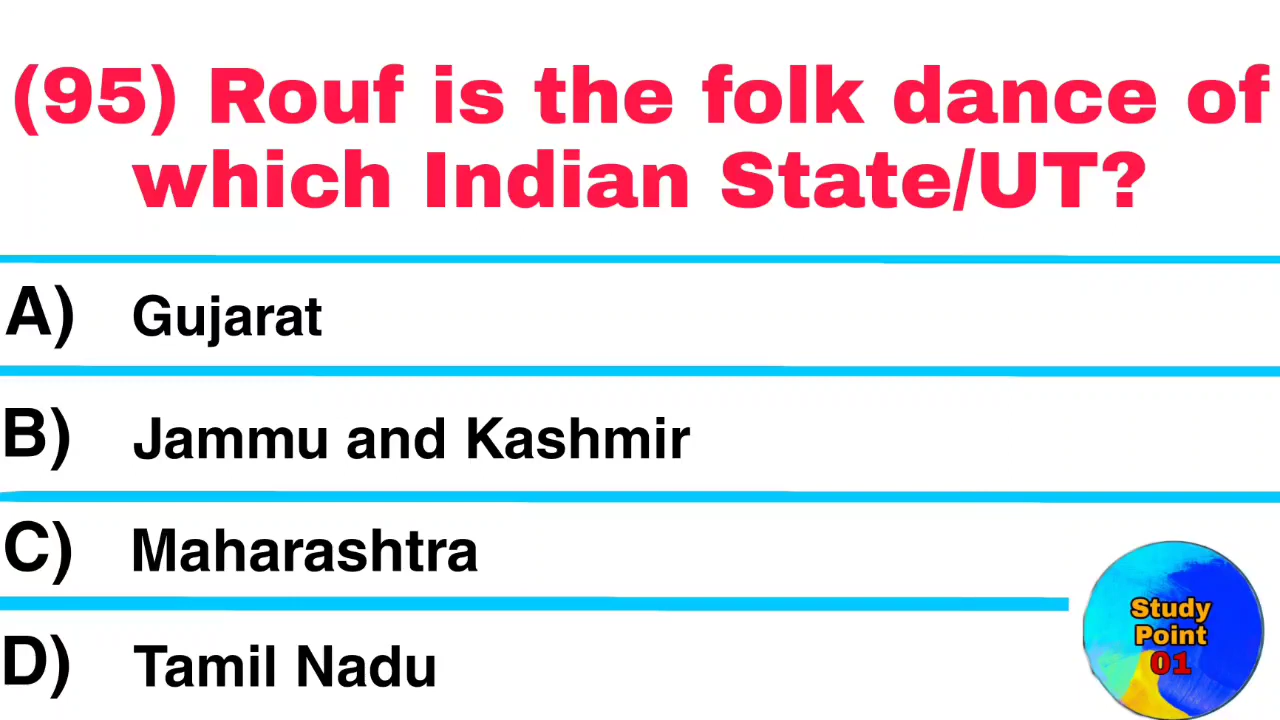 (95) Rouf is the folk dance of
which Indian State/UT?
A) Gujarat
B) Jammu and Kashmir
C) Maharashtra
D) Tamil Nadu
Study
Point
01